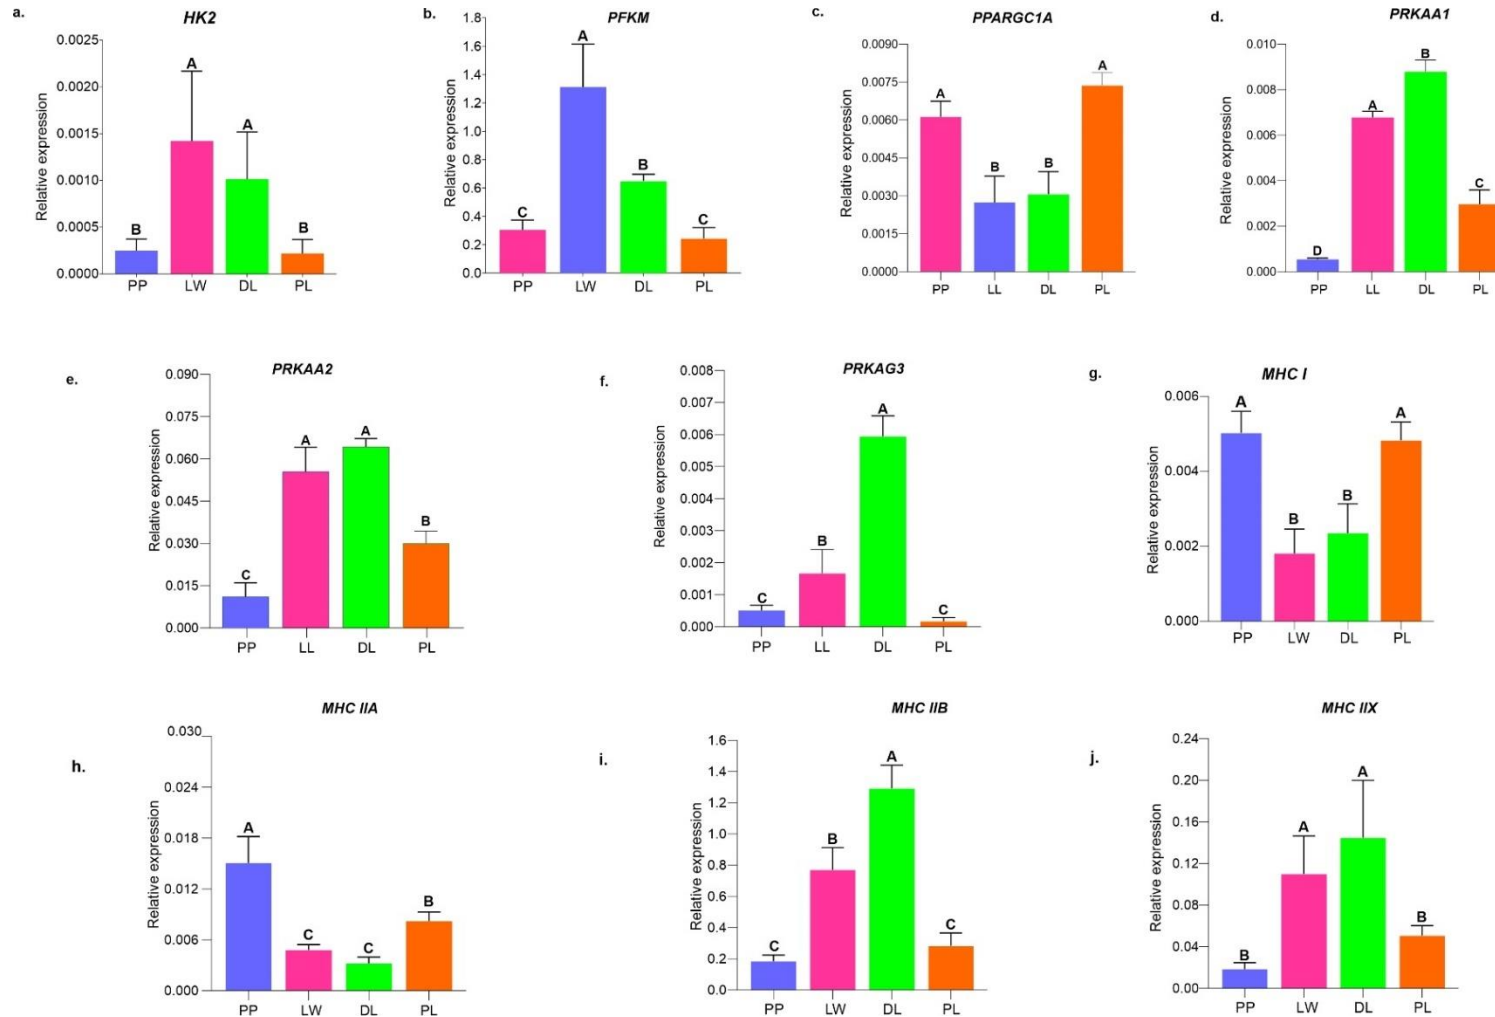 a.
HK2
Relative expression
0.0025
0.0020
0.0015
0.0010
0.0005
0.0000
B
A
A
B
PP LW DL PL
b.
PFKM
Relative expression
1.8
1.6
1.4
1.2
1.0
0.8
0.6
0.4
0.2
0.0
C
A
B
C
PP LW DL PL
c.
PPARGC1A
Relative expression
0.0090
0.0075
0.0060
0.0045
0.0030
0.0015
0.0000
A
B
B
A
PP LL DL PL
d.
PRKAA1
Relative expression
0.010
0.008
0.006
0.004
0.002
0.000
D
A
B
C
PP LL DL PL
e.
PRKAA2
Relative expression
0.090
0.075
0.060
0.045
0.030
0.015
0.000
C
A
A
B
PP LL DL PL
f.
PRKAG3
Relative expression
0.008
0.007
0.006
0.005
0.004
0.003
0.002
0.001
0.000
C
B
A
C
PP LL DL PL
g.
MHC I
Relative expression
0.006
0.004
0.002
0.000
A
B
B
A
PP LW DL PL
h.
MHC IIA
Relative expression
0.030
0.024
0.018
0.012
0.006
0.000
A
C
C
B
PP LW DL PL
i.
MHC IIB
Relative expression
1.6
1.4
1.2
1.0
0.8
0.6
0.4
0.2
0.0
C
B
A
C
PP LW DL PL
j.
MHC IIX
Relative expression
0.24
0.20
0.16
0.12
0.08
0.04
0.00
B
A
A
B
PP LW DL PL